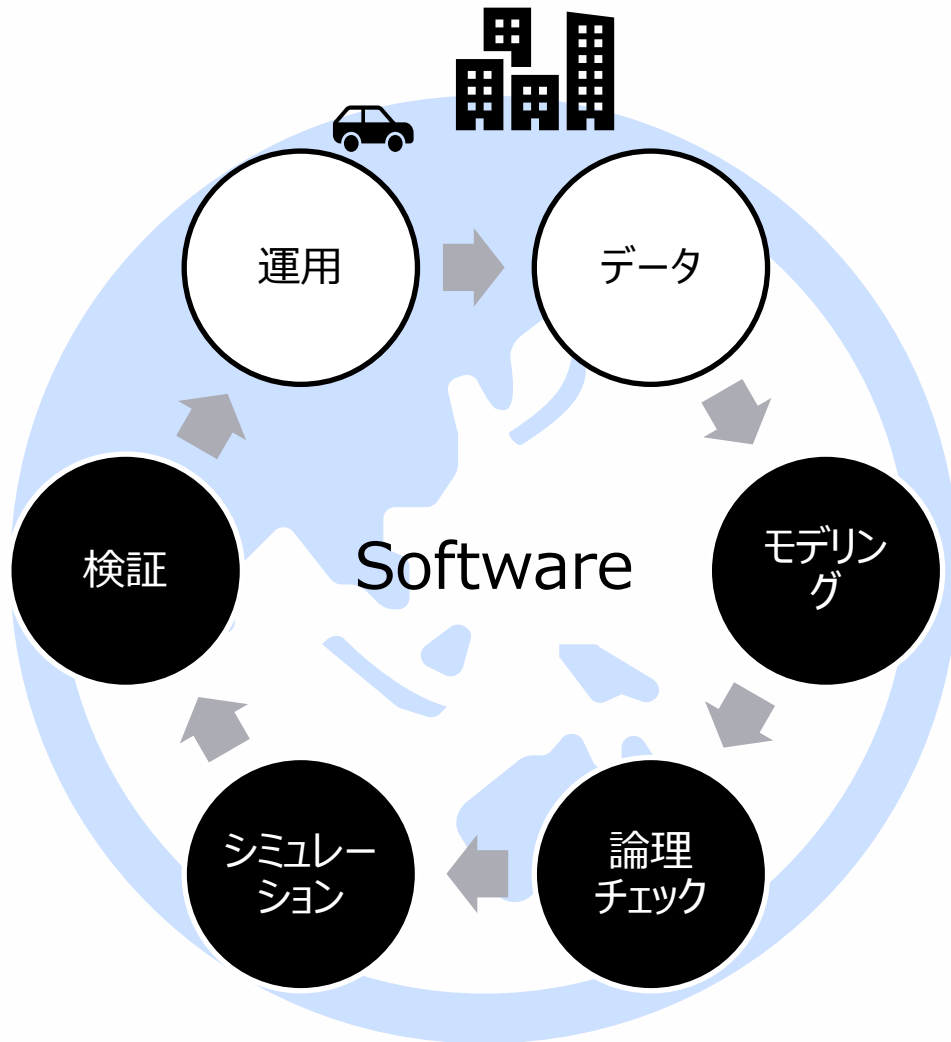 運用
データ
モデリン
グ
Software
検証
論理
チェック
シミュレー
ション